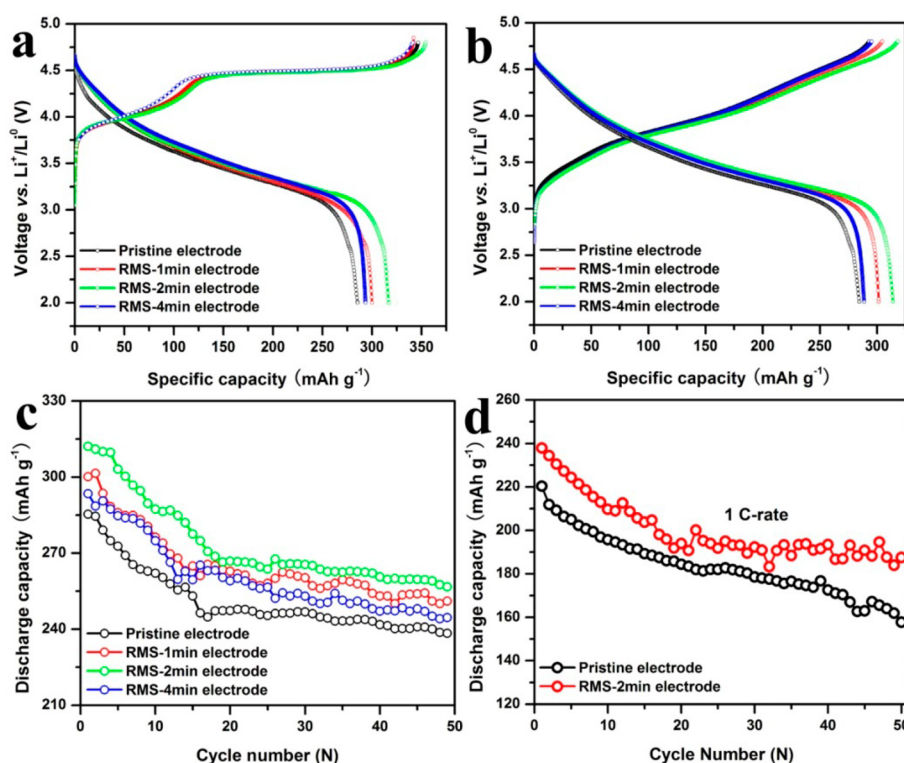 a
5.0
4.5
4.0
3.5
3.0
2.5
2.0
Voltage vs. Li⁺/Li⁰ (V)
Pristine electrode
RMS-1min electrode
RMS-2min electrode
RMS-4min electrode
0 50 100 150 200 250 300 350
Specific capacity (mAh g⁻¹)
b
5.0
4.5
4.0
3.5
3.0
2.5
2.0
Voltage vs. Li⁺/Li⁰ (V)
Pristine electrode
RMS-1min electrode
RMS-2min electrode
RMS-4min electrode
0 50 100 150 200 250 300
Specific capacity (mAh g⁻¹)
c
330
300
270
240
210
Discharge capacity (mAh g⁻¹)
Pristine electrode
RMS-1min electrode
RMS-2min electrode
RMS-4min electrode
0 10 20 30 40 50
Cycle number (N)
d
260
240
220
200
180
160
140
120
Discharge capacity (mAh g⁻¹)
1 C-rate
Pristine electrode
RMS-2min electrode
0 10 20 30 40 50
Cycle Number (N)